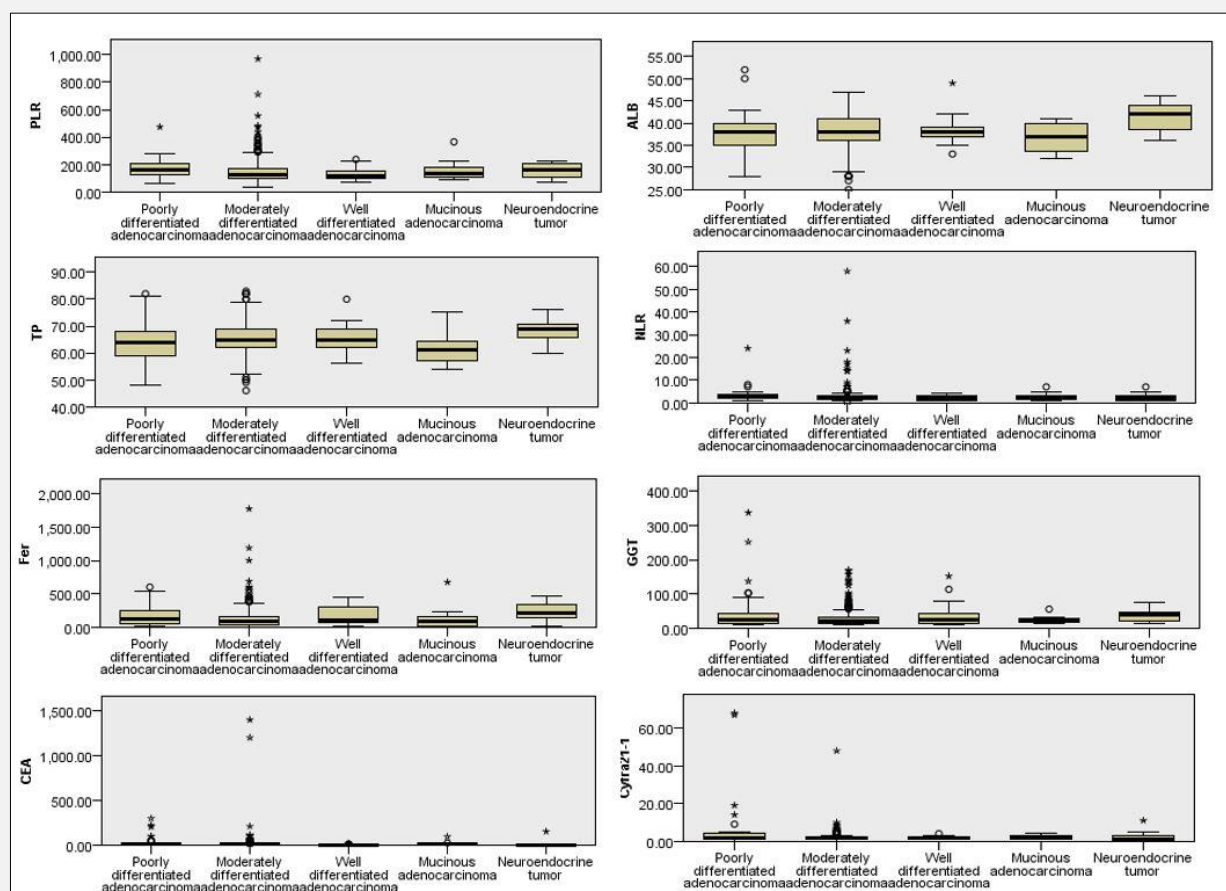 PLR
1,000.00
800.00
600.00
400.00
200.00
0.00
Poorly Moderately Well Mucinous Neuroendocrine
differentiated differentiated differentiated adenocarcinoma tumor
adenocarcinoma adenocarcinoma adenocarcinoma
ALB
55.00
50.00
45.00
40.00
35.00
30.00
25.00
Poorly Moderately Well Mucinous Neuroendocrine
differentiated differentiated differentiated adenocarcinoma tumor
adenocarcinoma adenocarcinoma adenocarcinoma
TP
90.00
80.00
70.00
60.00
50.00
40.00
Poorly Moderately Well Mucinous Neuroendocrine
differentiated differentiated differentiated adenocarcinoma tumor
adenocarcinoma adenocarcinoma adenocarcinoma
NLR
60.00
50.00
40.00
30.00
20.00
10.00
0.00
Poorly Moderately Well Mucinous Neuroendocrine
differentiated differentiated differentiated adenocarcinoma tumor
adenocarcinoma adenocarcinoma adenocarcinoma
Fer
2,000.00
1,500.00
1,000.00
500.00
0.00
Poorly Moderately Well Mucinous Neuroendocrine
differentiated differentiated differentiated adenocarcinoma tumor
adenocarcinoma adenocarcinoma adenocarcinoma
GGT
400.00
300.00
200.00
100.00
0.00
Poorly Moderately Well Mucinous Neuroendocrine
differentiated differentiated differentiated adenocarcinoma tumor
adenocarcinoma adenocarcinoma adenocarcinoma
CEA
1,500.00
1,000.00
500.00
0.00
Poorly Moderately Well Mucinous Neuroendocrine
differentiated differentiated differentiated adenocarcinoma tumor
adenocarcinoma adenocarcinoma adenocarcinoma
Cyfra21-1
60.00
40.00
20.00
0.00
Poorly Moderately Well Mucinous Neuroendocrine
differentiated differentiated differentiated adenocarcinoma tumor
adenocarcinoma adenocarcinoma adenocarcinoma